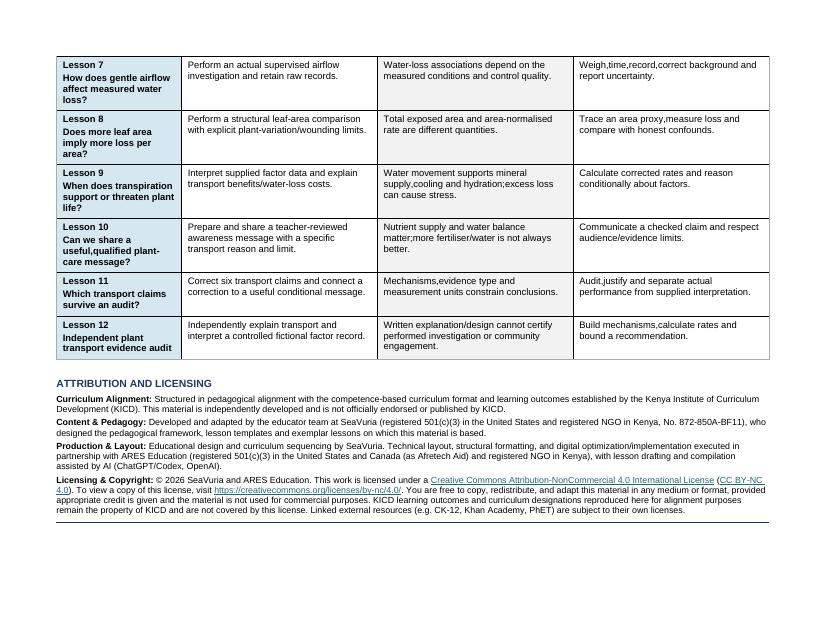 Lesson 7
How does gentle airflow
affect measured water
loss?
Perform an actual supervised airflow
investigation and retain raw records.
Water-loss associations depend on the
measured conditions and control quality.
Weigh,time,record,correct background and
report uncertainty.
Lesson 8
Does more leaf area
imply more loss per
area?
Perform a structural leaf-area comparison
with explicit plant-variation/wounding limits.
Total exposed area and area-normalised
rate are different quantities.
Trace an area proxy,measure loss and
compare with honest confounds.
Lesson 9
When does transpiration
support or threaten plant
life?
Interpret supplied factor data and explain
transport benefits/water-loss costs.
Water movement supports mineral
supply,cooling and hydration;excess loss
can cause stress.
Calculate corrected rates and reason
conditionally about factors.
Lesson 10
Can we share a
useful,qualified plant-
care message?
Prepare and share a teacher-reviewed
awareness message with a specific
transport reason and limit.
Nutrient supply and water balance
matter;more fertiliser/water is not always
better.
Communicate a checked claim and respect
audience/evidence limits.
Lesson 11
Which transport claims
survive an audit?
Correct six transport claims and connect a
correction to a useful conditional message.
Mechanisms,evidence type and
measurement units constrain conclusions.
Audit,justify and separate actual
performance from supplied interpretation.
Lesson 12
Independent plant
transport evidence audit
Independently explain transport and
interpret a controlled fictional factor record.
Written explanation/design cannot certify
performed investigation or community
engagement.
Build mechanisms,calculate rates and
bound a recommendation.
ATTRIBUTION AND LICENSING
Curriculum Alignment: Structured in pedagogical alignment with the competence-based curriculum format and learning outcomes established by the Kenya Institute of Curriculum
Development (KICD). This material is independently developed and is not officially endorsed or published by KICD.
Content & Pedagogy: Developed and adapted by the educator team at SeaVuria (registered 501(c)(3) in the United States and registered NGO in Kenya, No. 872-850A-BF11), who
designed the pedagogical framework, lesson templates and exemplar lessons on which this material is based.
Production & Layout: Educational design and curriculum sequencing by SeaVuria. Technical layout, structural formatting, and digital optimization/implementation executed in
partnership with ARES Education (registered 501(c)(3) in the United States and Canada (as Afretech Aid) and registered NGO in Kenya), with lesson drafting and compilation
assisted by AI (ChatGPT/Codex, OpenAI).
Licensing & Copyright: © 2026 SeaVuria and ARES Education. This work is licensed under a Creative Commons Attribution-NonCommercial 4.0 International License (CC BY-NC
4.0). To view a copy of this license, visit https://creativecommons.org/licenses/by-nc/4.0/. You are free to copy, redistribute, and adapt this material in any medium or format, provided
appropriate credit is given and the material is not used for commercial purposes. KICD learning outcomes and curriculum designations reproduced here for alignment purposes
remain the property of KICD and are not covered by this license. Linked external resources (e.g. CK-12, Khan Academy, PhET) are subject to their own licenses.